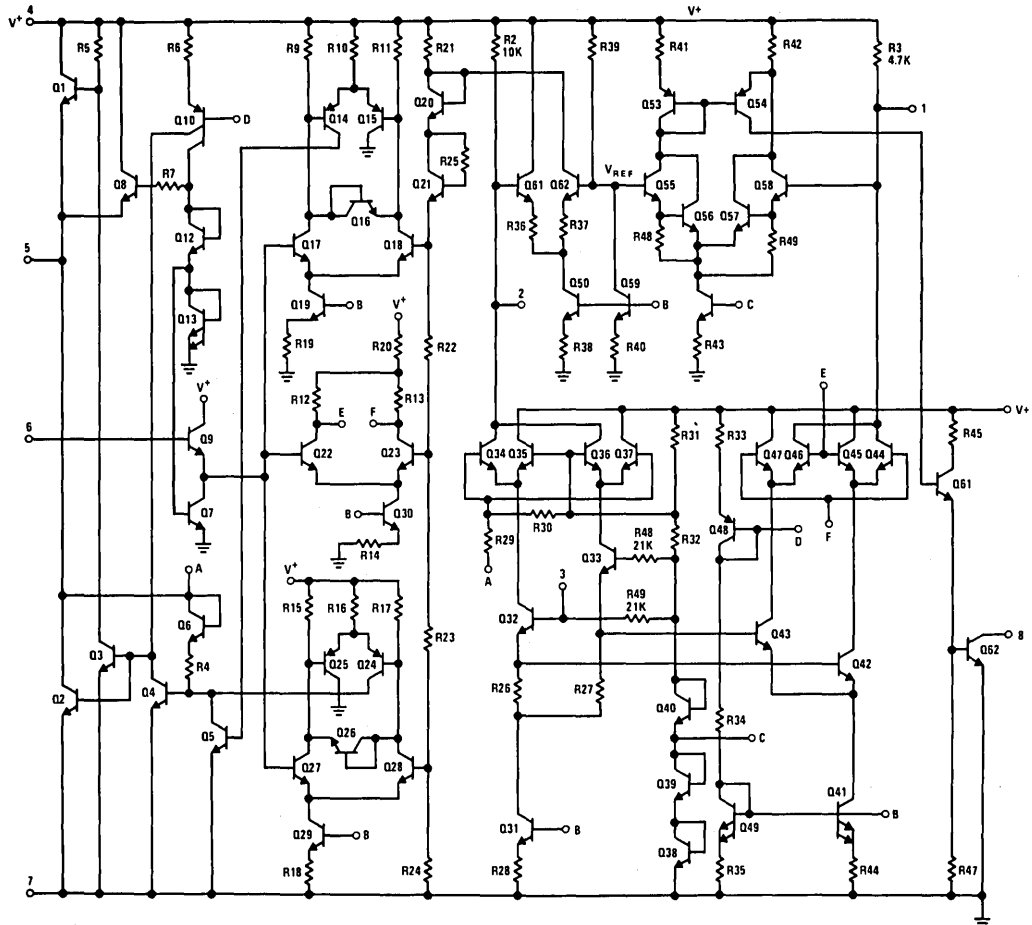 V+ 4
R5
R6
R9
R10
R11
R21
R2
10K
R39
R41
V+
R42
R3
4.7K
Q1
Q10
D
Q14
Q15
Q20
Q53
Q54
1
Q8
R7
R25
Q21
Q61
Q62
VREF
Q55
Q58
Q16
Q56
Q57
Q12
Q17
Q18
R36
R37
R48
R49
5
Q13
Q19
B
Q50
Q59
B
C
V+
R19
R20
R22
2
R38
R40
R43
V+
R12
R13
E
6
Q9
E
F
V+
R31
R33
R45
Q22
Q23
Q34
Q35
Q36
Q37
Q47
Q46
Q45
Q44
Q61
Q7
B
Q30
R30
R32
Q48
D
F
R14
R29
A
Q33
R48
21K
A
V+
3
R49
21K
R15
R16
R17
Q32
Q43
8
Q6
R23
Q62
Q3
R4
Q25
Q24
Q42
Q2
Q4
R26
R27
Q40
R34
Q5
Q26
C
Q27
Q28
Q39
Q41
Q29
B
Q31
B
Q49
B
Q38
R18
R24
R28
R35
R44
R47
7